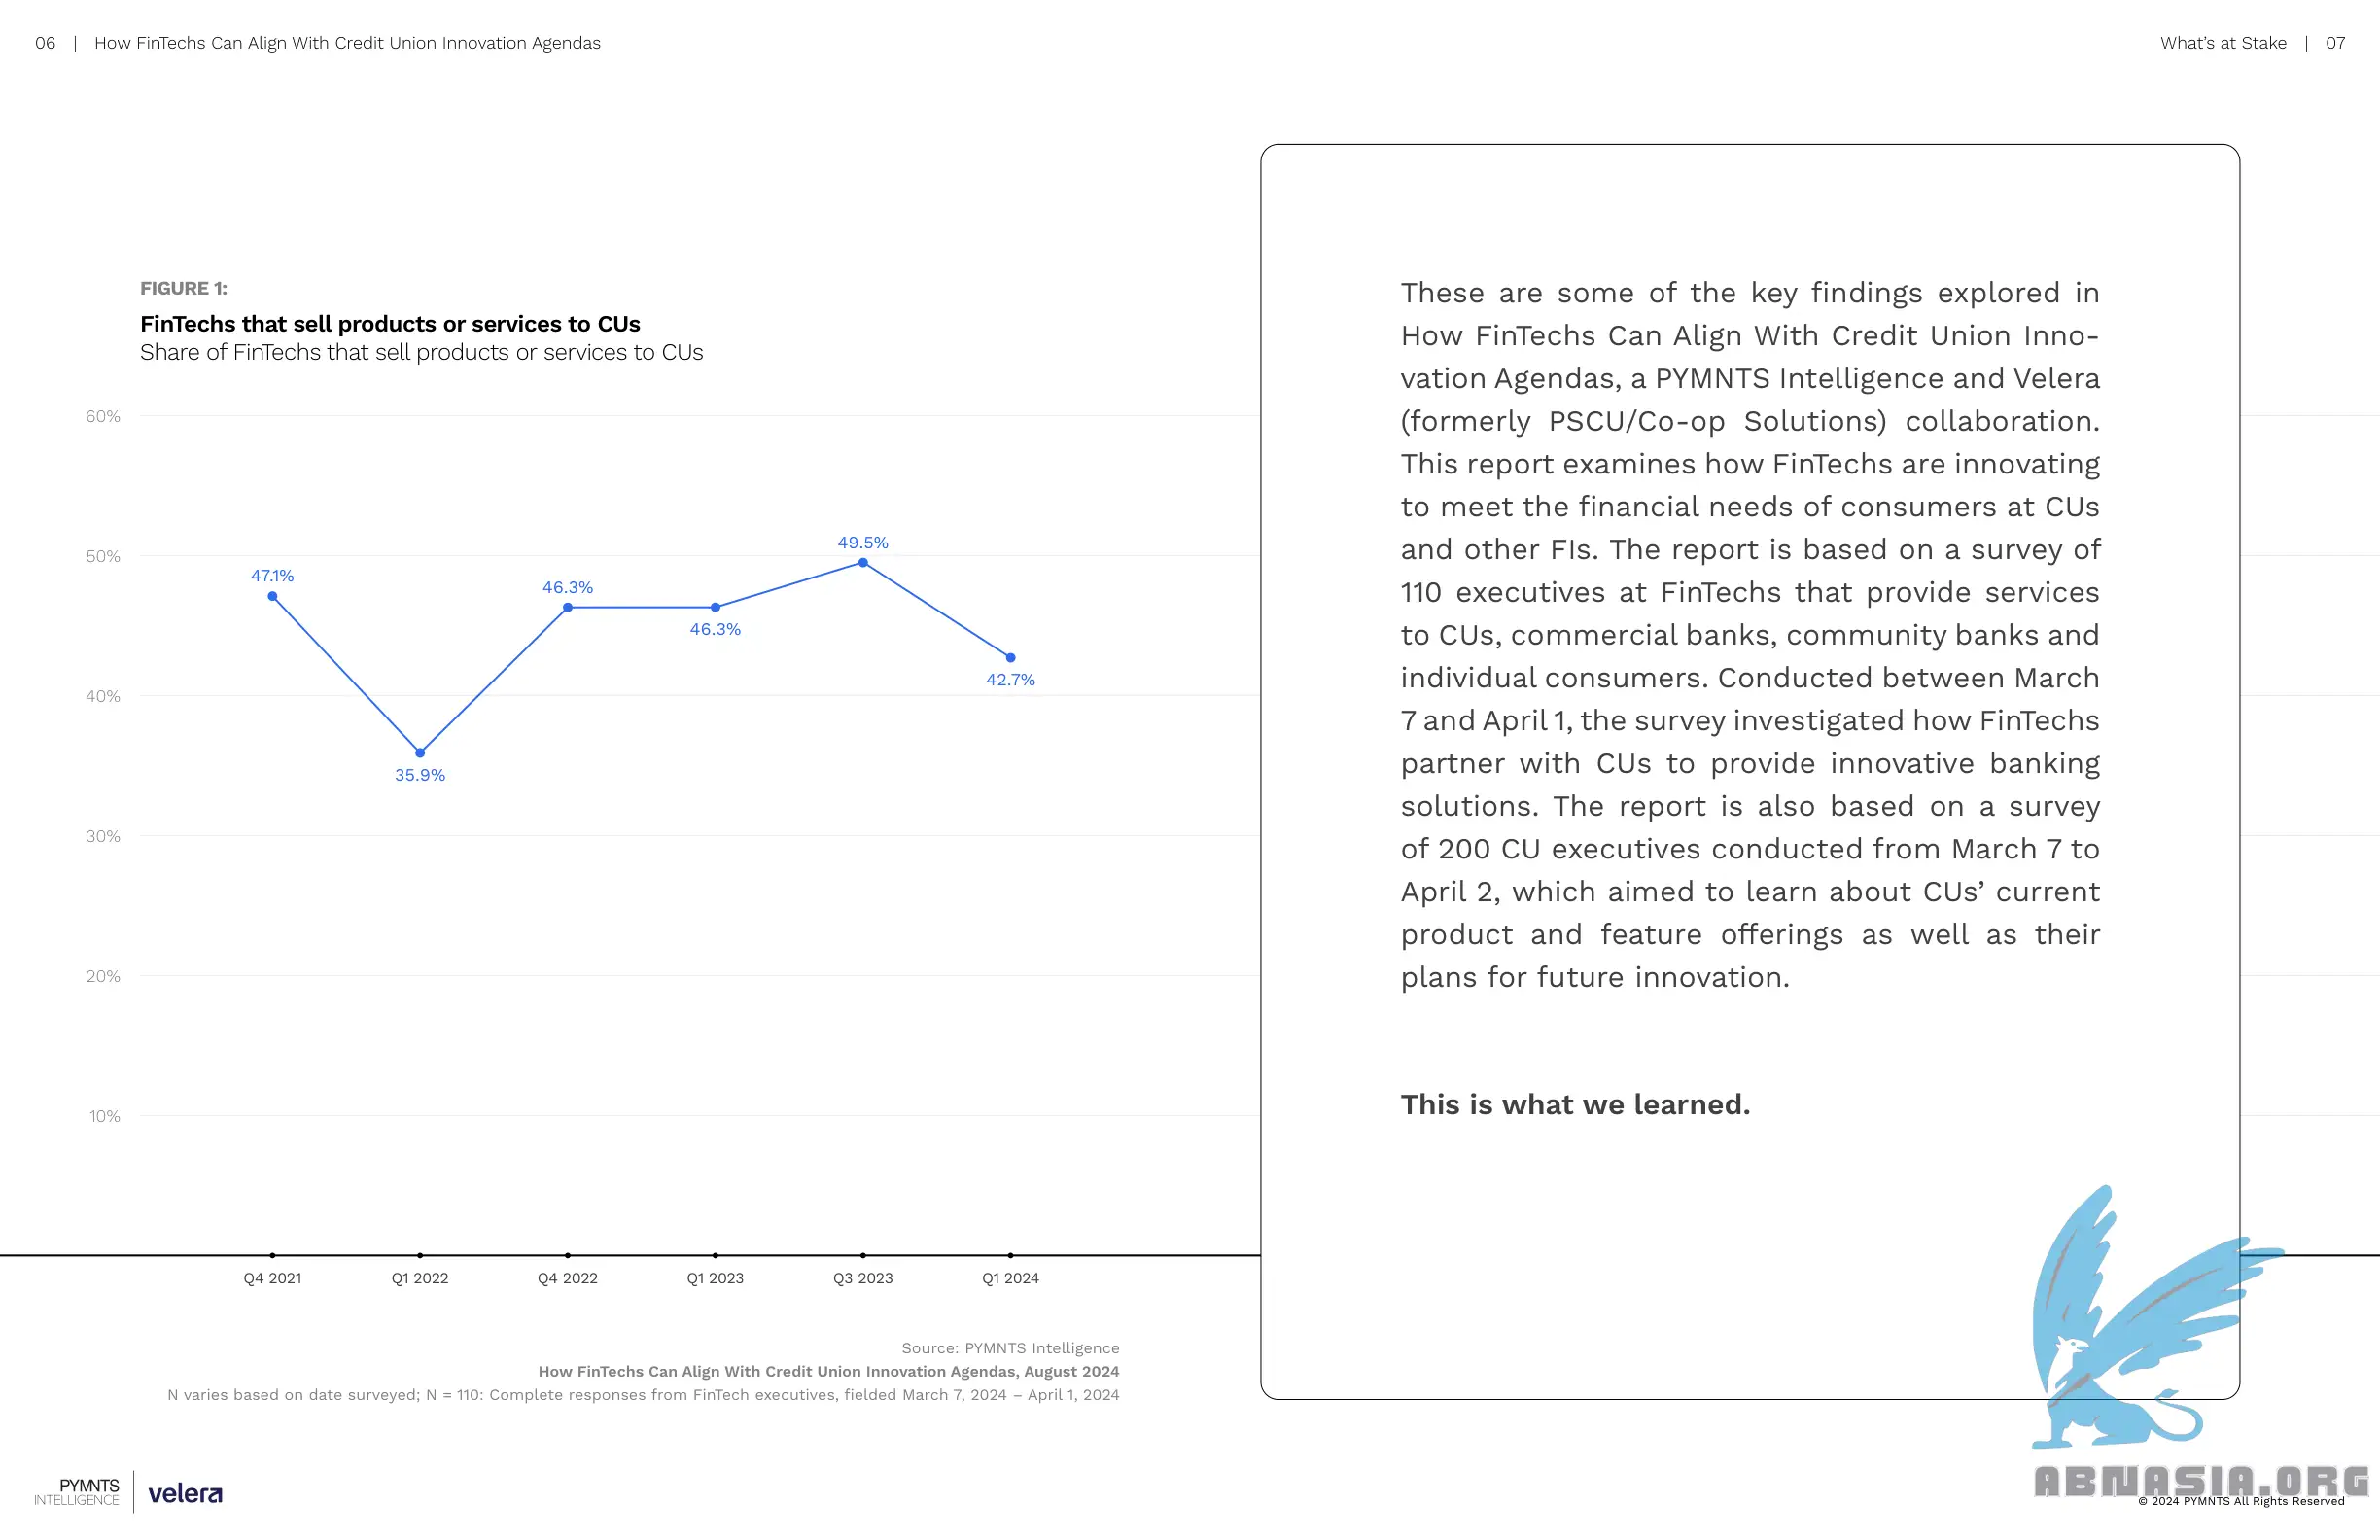 06 | How FinTechs Can Align With Credit Union Innovation Agendas
What’s at Stake | 07
FIGURE 1:
FinTechs that sell products or services to CUs
Share of FinTechs that sell products or services to CUs
60%
50%
40%
30%
20%
10%
47.1%
35.9%
46.3%
46.3%
49.5%
42.7%
Q4 2021
Q1 2022
Q4 2022
Q1 2023
Q3 2023
Q1 2024
Source: PYMNTS Intelligence
How FinTechs Can Align With Credit Union Innovation Agendas, August 2024
N varies based on date surveyed; N = 110: Complete responses from FinTech executives, fielded March 7, 2024 – April 1, 2024
These are some of the key findings explored in
How FinTechs Can Align With Credit Union Inno-
vation Agendas, a PYMNTS Intelligence and Velera
(formerly PSCU/Co-op Solutions) collaboration.
This report examines how FinTechs are innovating
to meet the financial needs of consumers at CUs
and other FIs. The report is based on a survey of
110 executives at FinTechs that provide services
to CUs, commercial banks, community banks and
individual consumers. Conducted between March
7 and April 1, the survey investigated how FinTechs
partner with CUs to provide innovative banking
solutions. The report is also based on a survey
of 200 CU executives conducted from March 7 to
April 2, which aimed to learn about CUs’ current
product and feature offerings as well as their
plans for future innovation.
This is what we learned.
PYMNTS
INTELLIGENCE
velera
ABNASIA.ORG
© 2024 PYMNTS All Rights Reserved